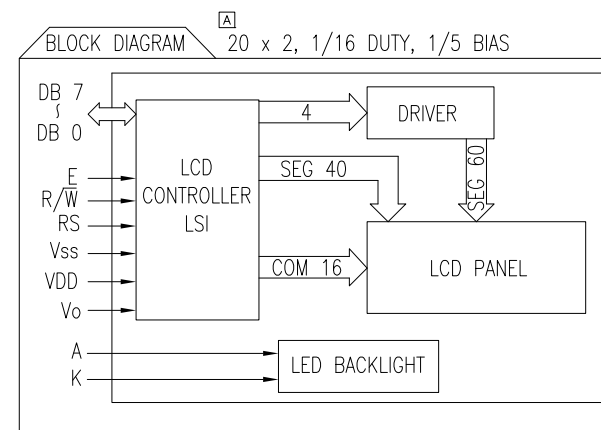 A
BLOCK DIAGRAM
20 x 2, 1/16 DUTY, 1/5 BIAS
DB 7
~
DB 0
E
R/W̅
RS
Vss
VDD
Vo
A
K
LCD
CONTROLLER
LSI
4
DRIVER
SEG 40
SEG 60
COM 16
LCD PANEL
LED BACKLIGHT